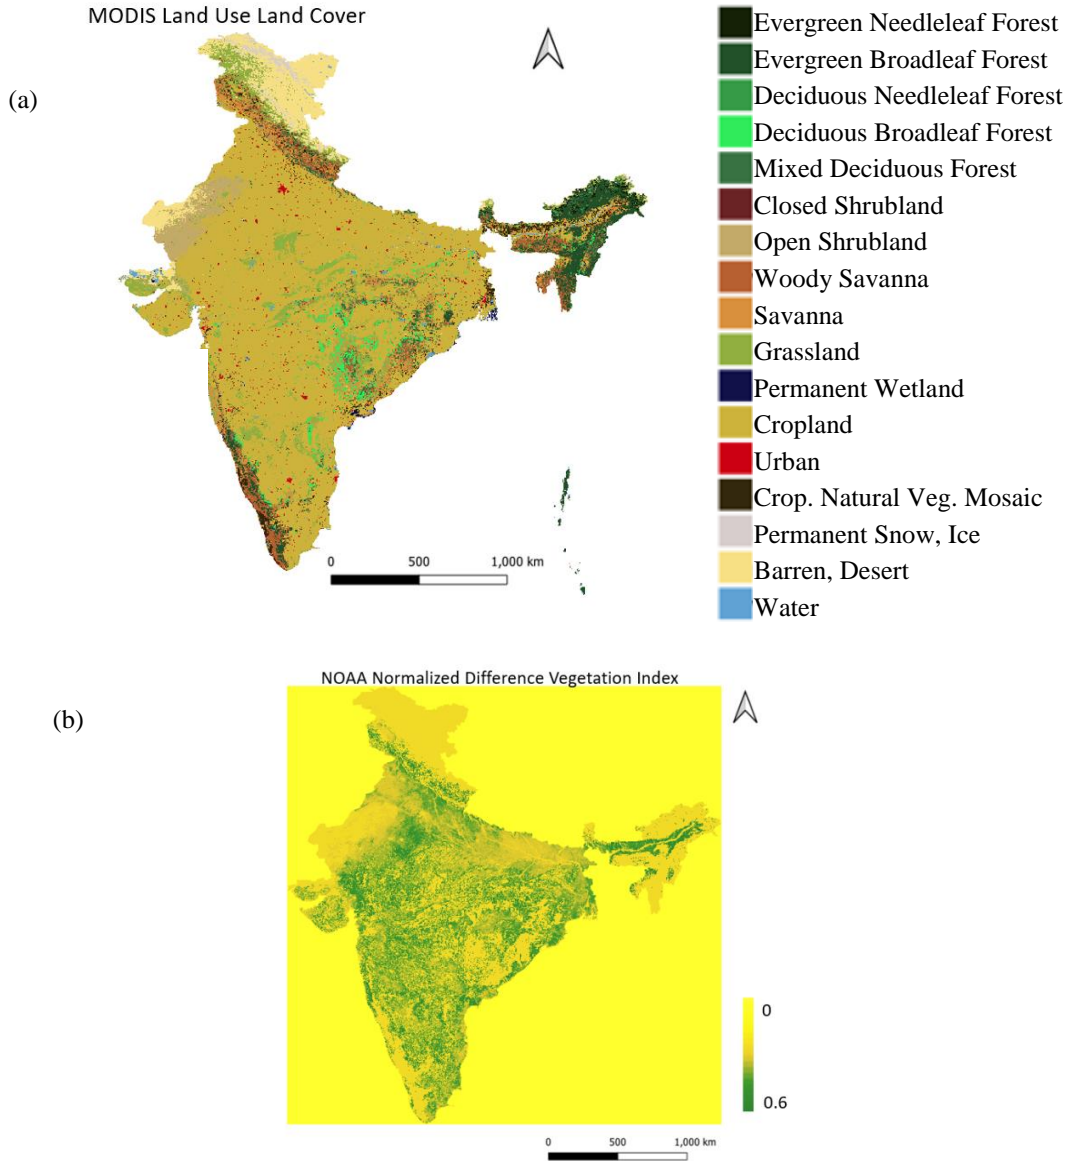 MODIS Land Use Land Cover
(a)
Evergreen Needleleaf Forest
Evergreen Broadleaf Forest
Deciduous Needleleaf Forest
Deciduous Broadleaf Forest
Mixed Deciduous Forest
Closed Shrubland
Open Shrubland
Woody Savanna
Savanna
Grassland
Permanent Wetland
Cropland
Urban
Crop. Natural Veg. Mosaic
Permanent Snow, Ice
Barren, Desert
Water
0 500 1,000 km
NOAA Normalized Difference Vegetation Index
(b)
0
0.6
0 500 1,000 km